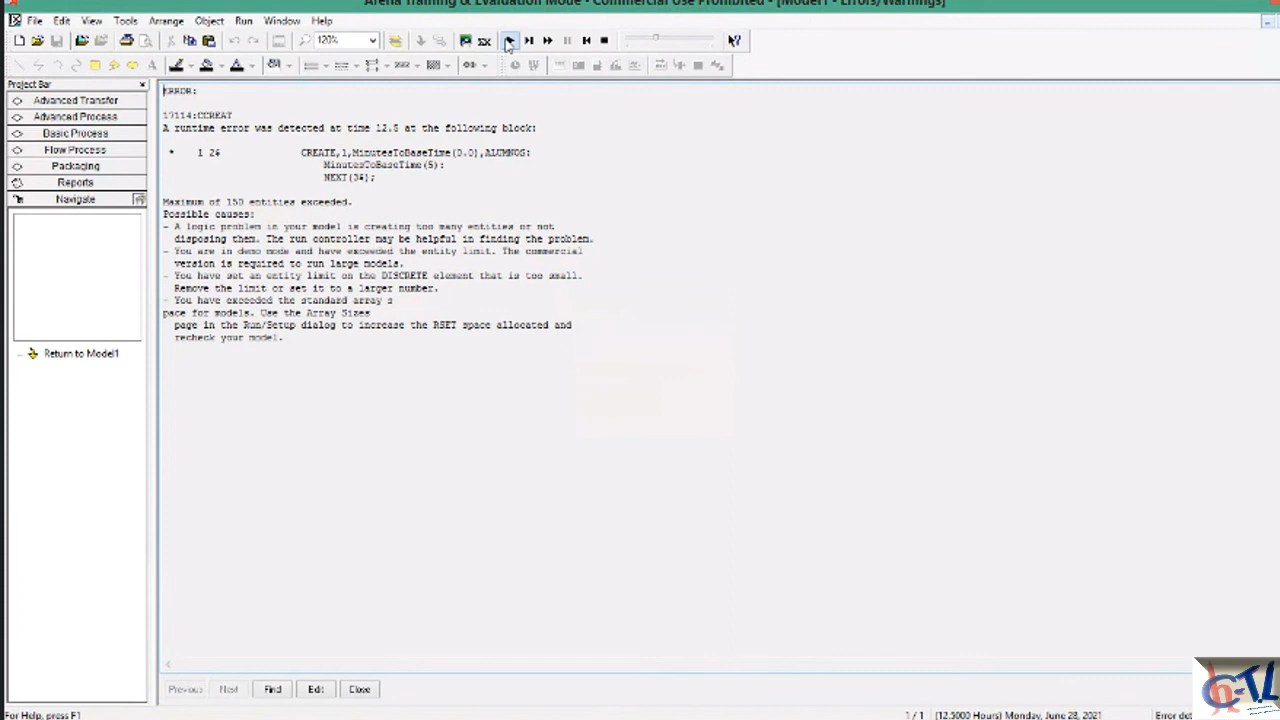 Arena Training & Evaluation Mode - Commercial Use Prohibited - [Model1 - Errors/Warnings]
File Edit View Tools Arrange Object Run Window Help
120%
Project Bar
Advanced Transfer
Advanced Process
Basic Process
Flow Process
Packaging
Reports
Navigate
Return to Model1
ERROR:
17114:CCREAT
A runtime error was detected at time 12.5 at the following block:
* 1 2$ CREATE,1,MinutesToBaseTime(0.0),ALUMNOS:
MinutesToBaseTime(5):
NEXT(3$);
Maximum of 150 entities exceeded.
Possible causes:
- A logic problem in your model is creating too many entities or not
disposing them. The run controller may be helpful in finding the problem.
- You are in demo mode and have exceeded the entity limit. The commercial
version is required to run large models.
- You have set an entity limit on the DISCRETE element that is too small.
Remove the limit or set it to a larger number.
- You have exceeded the standard array s
pace for models. Use the Array Sizes
page in the Run/Setup dialog to increase the RSET space allocated and
recheck your model.
Previous Next Find Edit Close
For Help, press F1
1 / 1 (12.5000 Hours) Monday, June 28, 2021 Error det